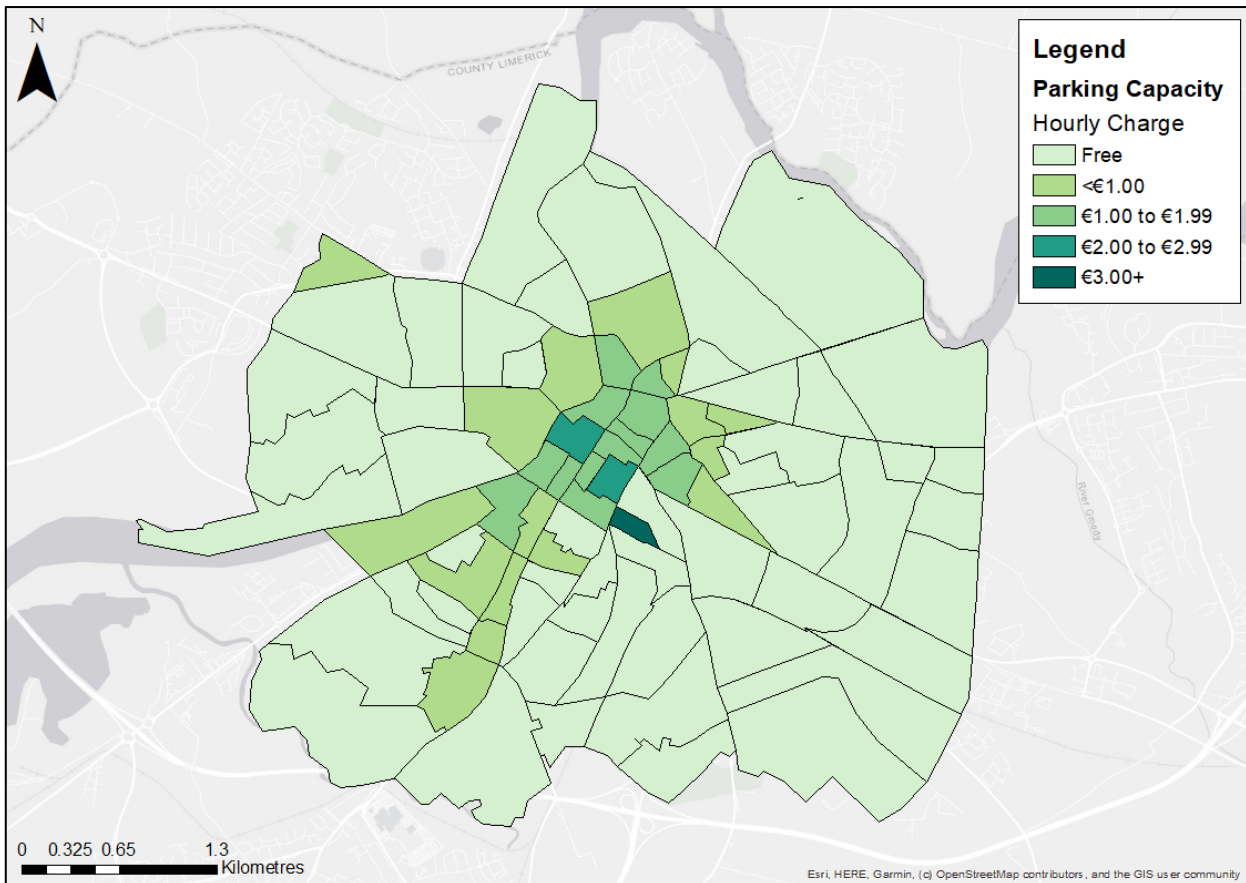 N
COUNTY LIMERICK
Legend
Parking Capacity
Hourly Charge
Free
<€1.00
€1.00 to €1.99
€2.00 to €2.99
€3.00+
River Groody
0 0.325 0.65 1.3
Kilometres
Esri, HERE, Garmin, (c) OpenStreetMap contributors, and the GIS user community